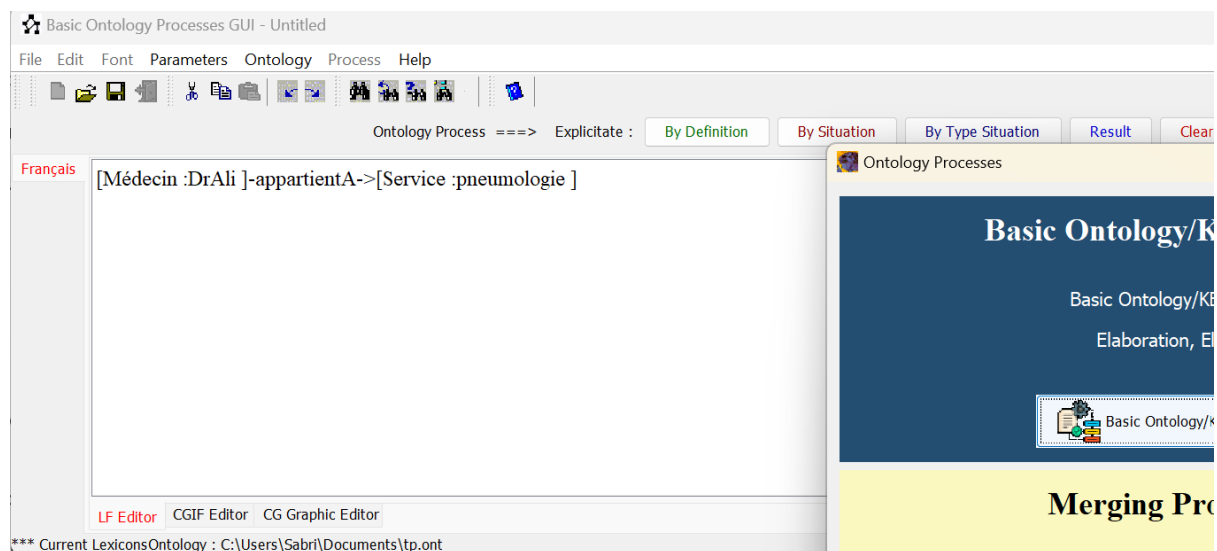 Basic Ontology Processes GUI - Untitled
File Edit Font Parameters Ontology Process Help
Ontology Process ===> Explicitate : By Definition By Situation By Type Situation Result Clear
Français
[Médecin :DrAli ]-appartientA->[Service :pneumologie ]
LF Editor CGIF Editor CG Graphic Editor
*** Current LexiconsOntology : C:\Users\Sabri\Documents\tp.ont
Ontology Processes
Basic Ontology/K
Basic Ontology/KB
Elaboration, El
Basic Ontology/K
Merging Pro